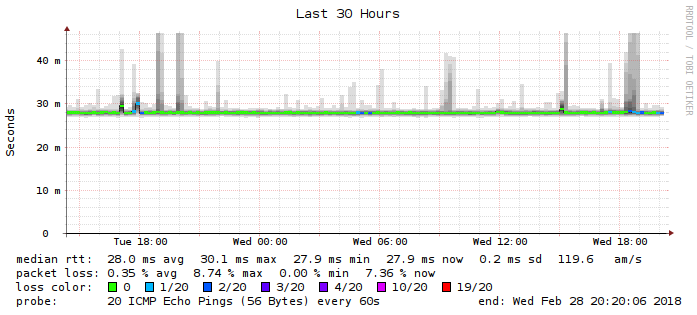 Last 30 Hours
RRDTOOL / TOBI OETIKER
Seconds
40 m
30 m
20 m
10 m
0
Tue 18:00 Wed 00:00 Wed 06:00 Wed 12:00 Wed 18:00
median rtt: 28.0 ms avg 30.1 ms max 27.9 ms min 27.9 ms now 0.2 ms sd 119.6 am/s
packet loss: 0.35 % avg 8.74 % max 0.00 % min 7.36 % now
loss color: 0 1/20 2/20 3/20 4/20 10/20 19/20
probe: 20 ICMP Echo Pings (56 Bytes) every 60s end: Wed Feb 28 20:20:06 2018